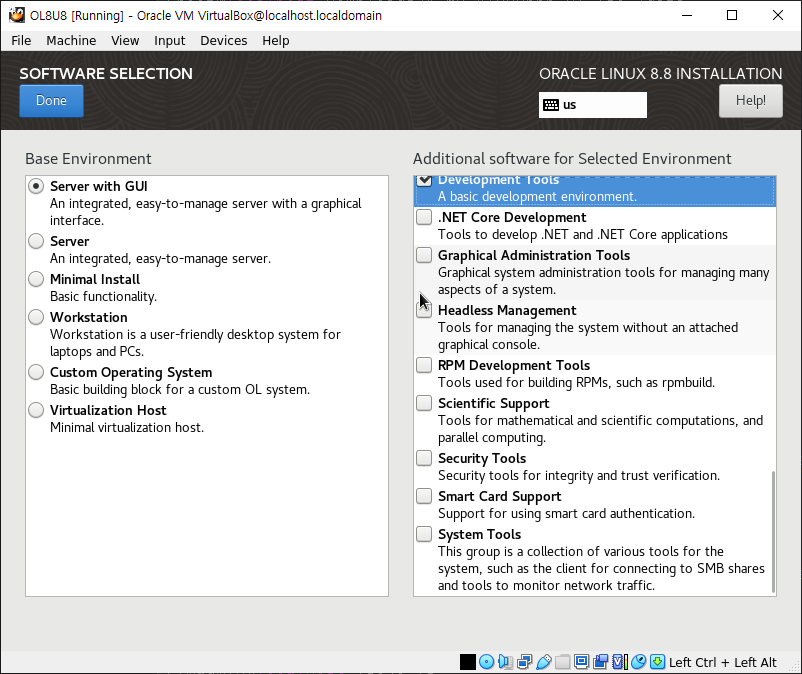 OL8U8 [Running] - Oracle VM VirtualBox@localhost.localdomain
File Machine View Input Devices Help
SOFTWARE SELECTION
ORACLE LINUX 8.8 INSTALLATION
Done
us
Help!
Base Environment
Server with GUI
An integrated, easy-to-manage server with a graphical
interface.
Server
An integrated, easy-to-manage server.
Minimal Install
Basic functionality.
Workstation
Workstation is a user-friendly desktop system for
laptops and PCs.
Custom Operating System
Basic building block for a custom OL system.
Virtualization Host
Minimal virtualization host.
Additional software for Selected Environment
Development Tools
A basic development environment.
.NET Core Development
Tools to develop .NET and .NET Core applications
Graphical Administration Tools
Graphical system administration tools for managing many
aspects of a system.
Headless Management
Tools for managing the system without an attached
graphical console.
RPM Development Tools
Tools used for building RPMs, such as rpmbuild.
Scientific Support
Tools for mathematical and scientific computations, and
parallel computing.
Security Tools
Security tools for integrity and trust verification.
Smart Card Support
Support for using smart card authentication.
System Tools
This group is a collection of various tools for the
system, such as the client for connecting to SMB shares
and tools to monitor network traffic.
Left Ctrl + Left Alt